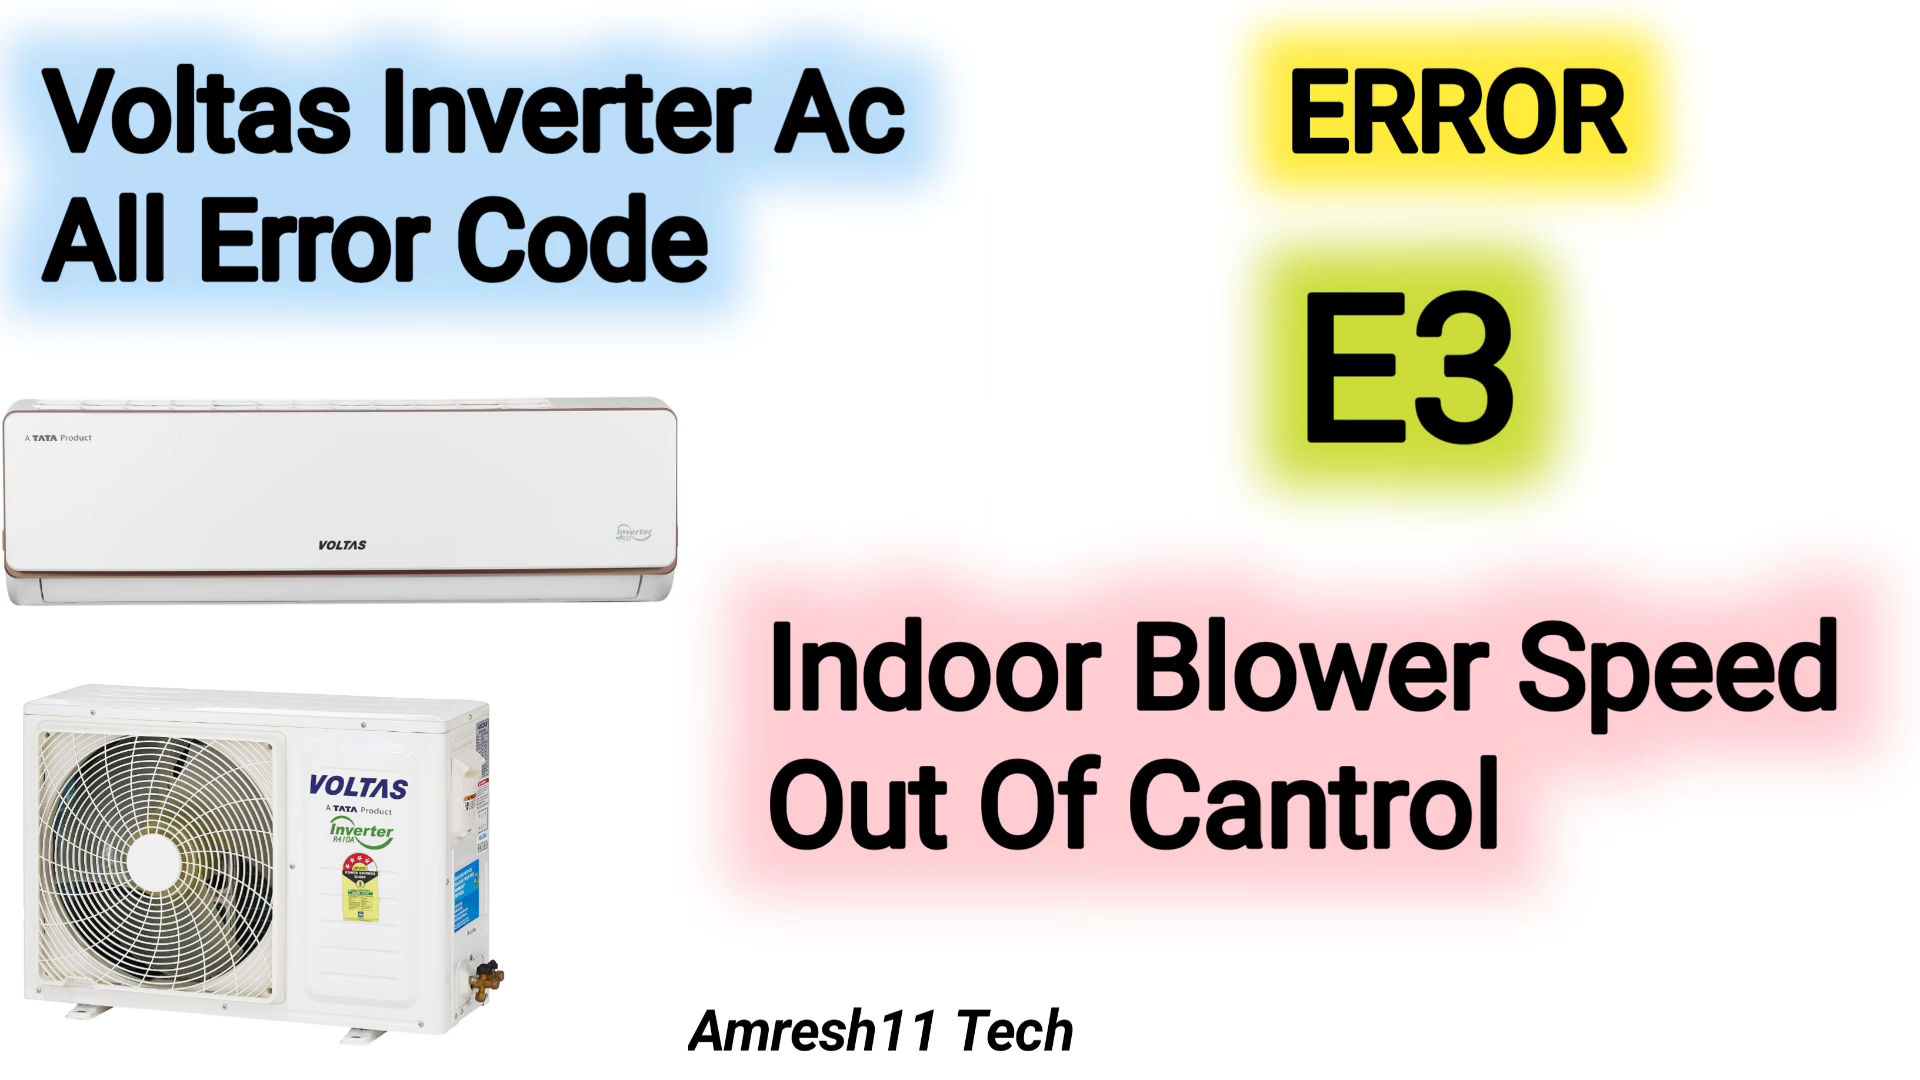 Voltas Inverter Ac
All Error Code
ERROR
E3
A TATA Product
VOLTAS
Inverter
Indoor Blower Speed
Out Of Cantrol
VOLTAS
A TATA Product
Inverter
R410A
Amresh11 Tech